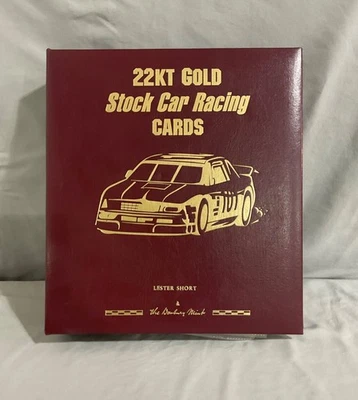 22KT GOLD
Stock Car Racing
CARDS
LESTER SHORT
&
The Danbury Mint